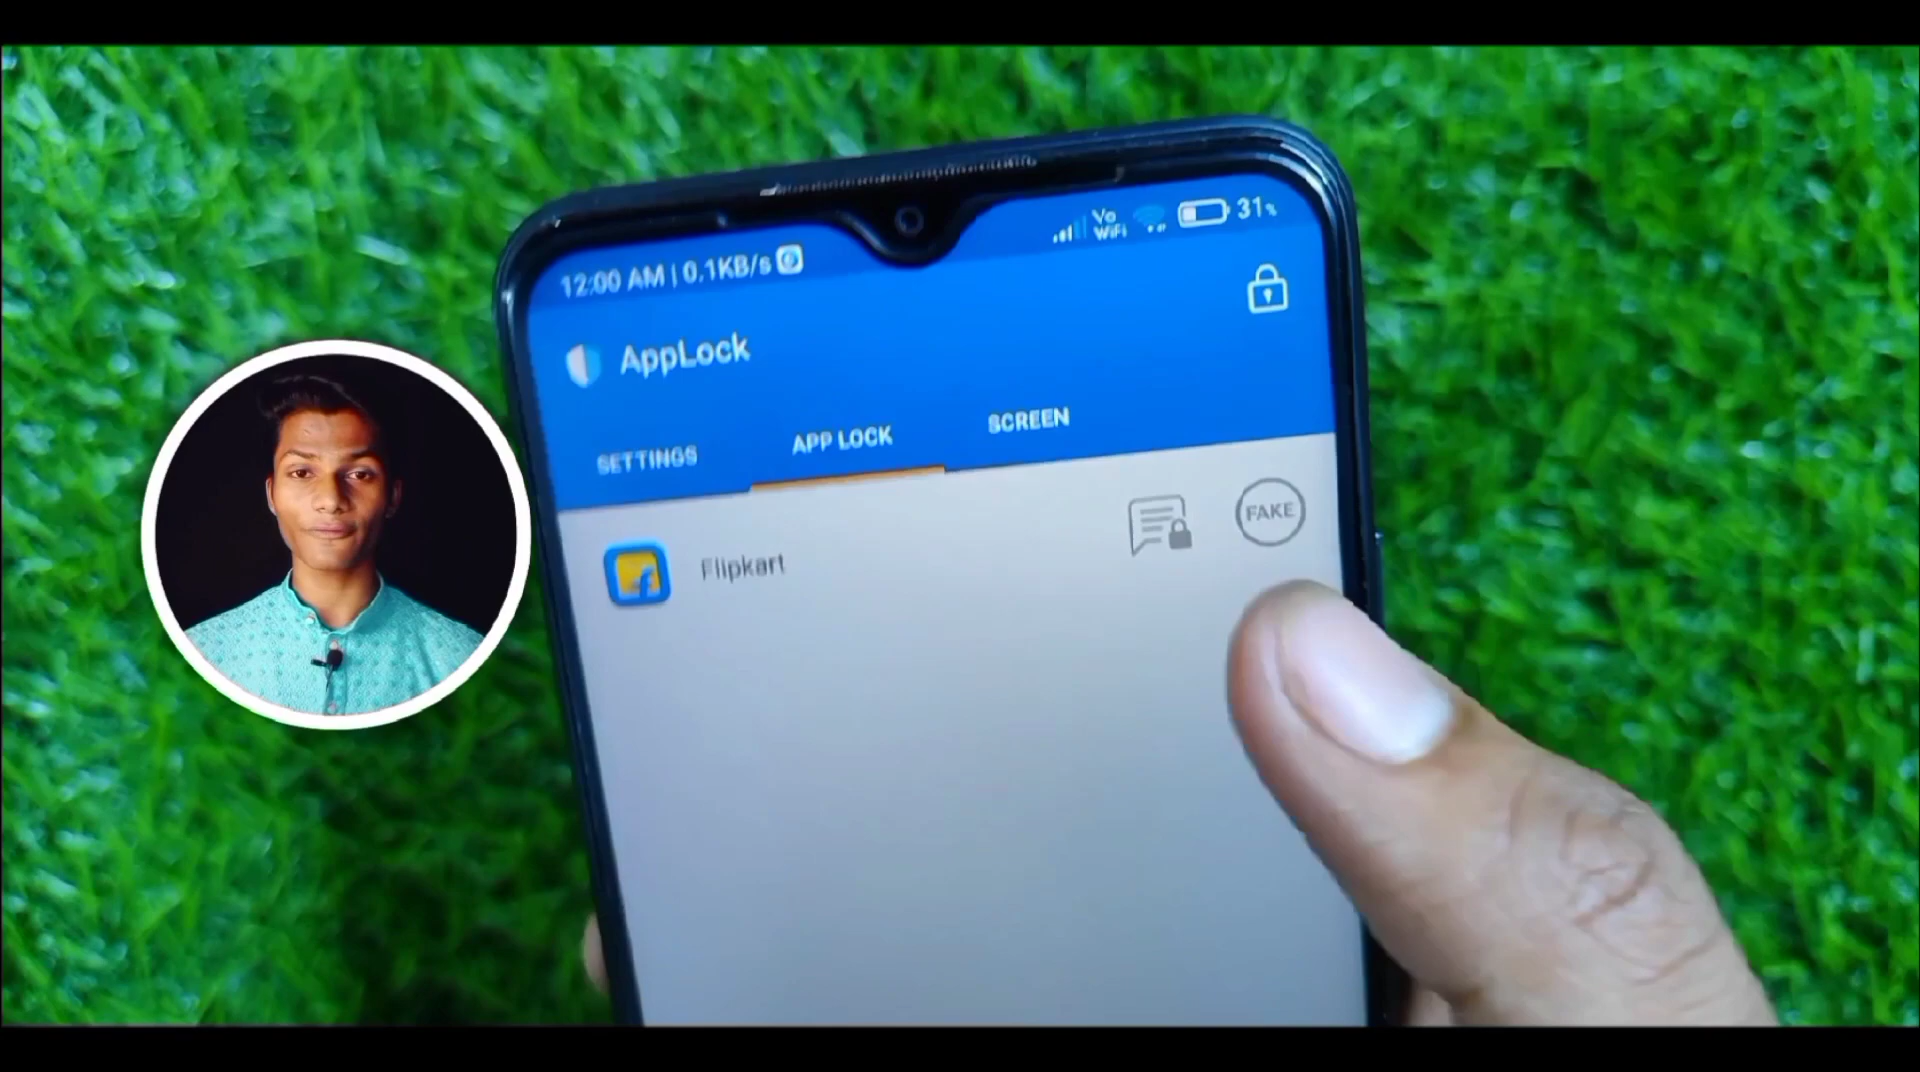 12:00 AM | 0.1KB/s
Vo
WiFi
31%
AppLock
SETTINGS
APP LOCK
SCREEN
Flipkart
FAKE